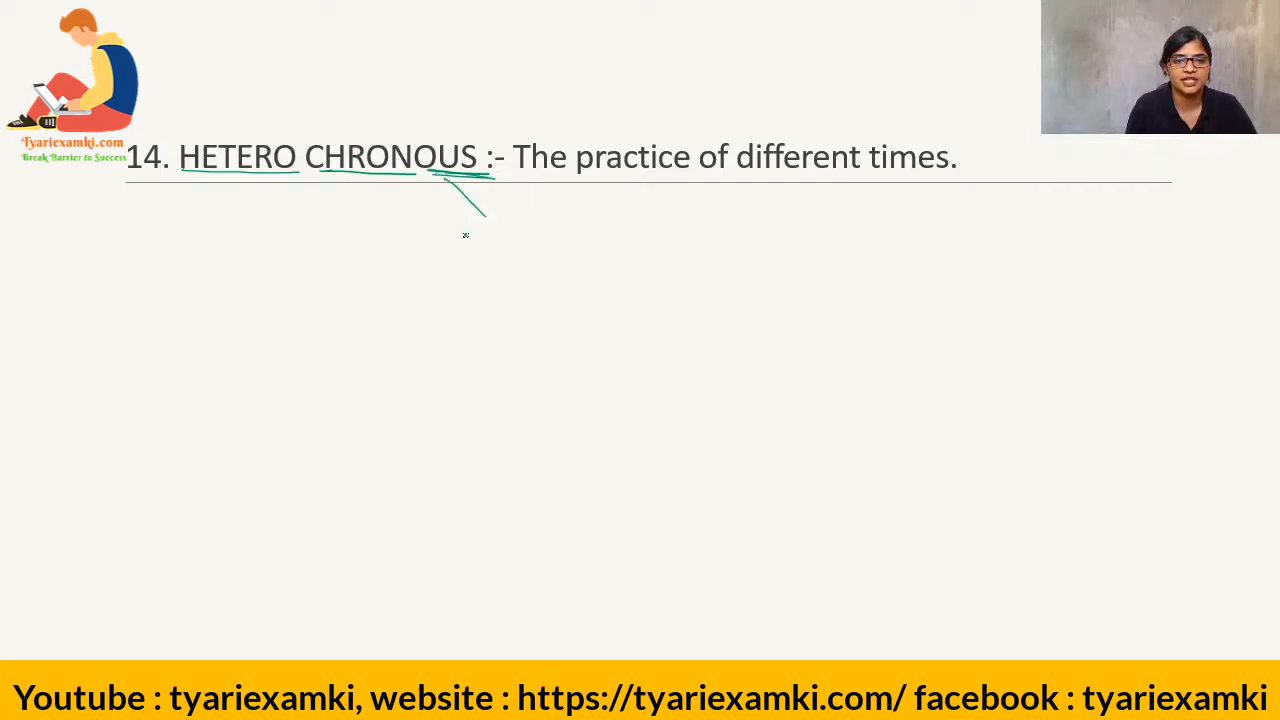 Tyariexamki.com
Break Barrier to Success
14. HETERO CHRONOUS :- The practice of different times.
Youtube : tyariexamki, website : https://tyariexamki.com/ facebook : tyariexamki